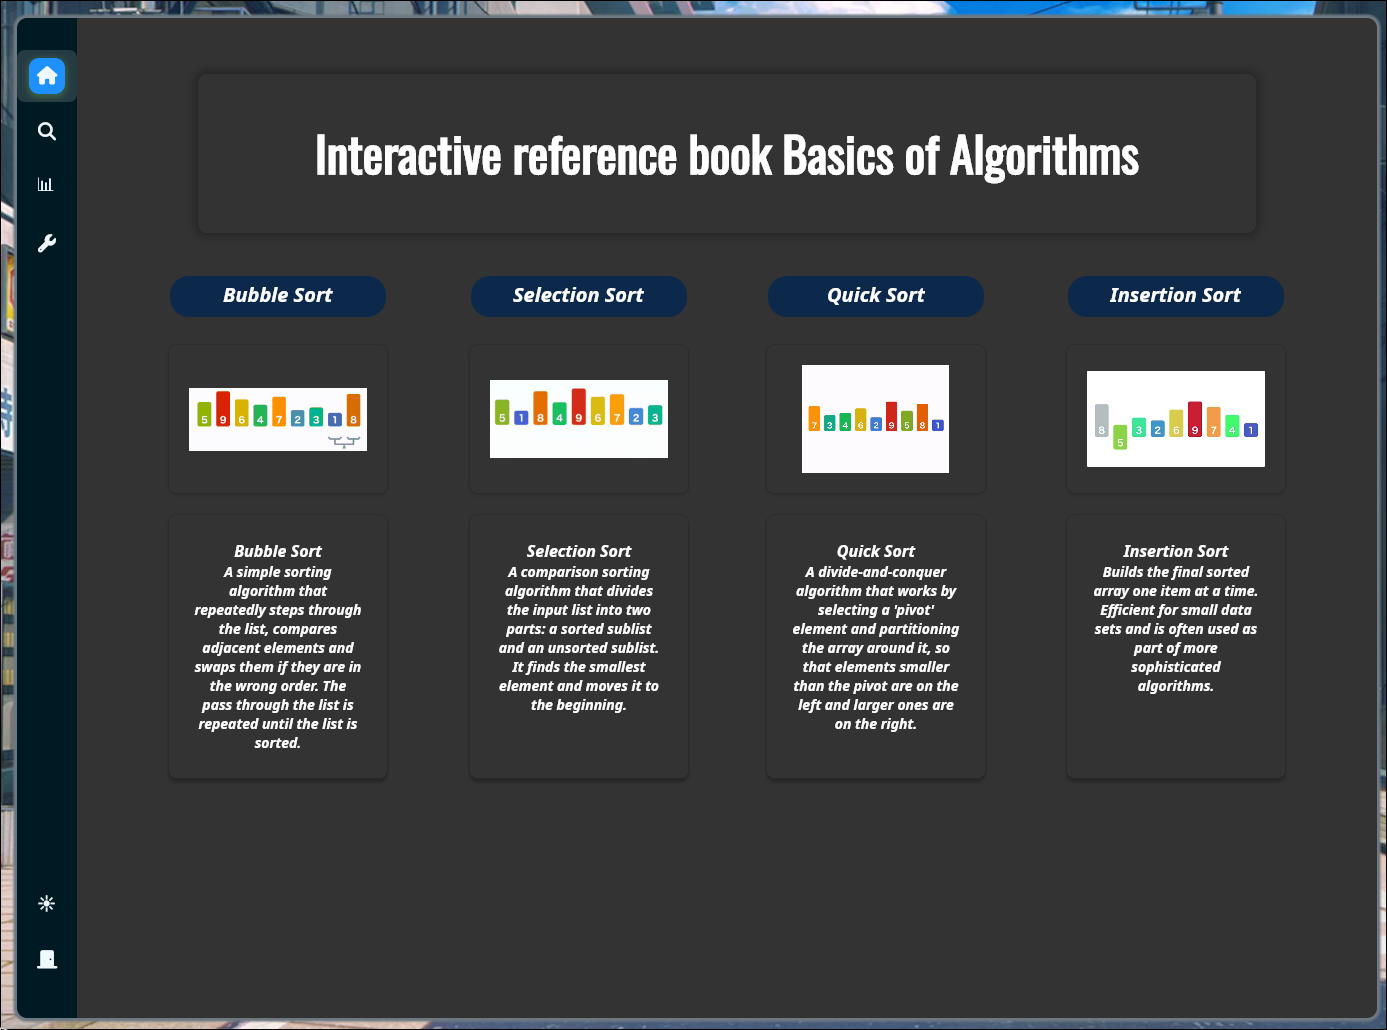 Interactive reference book Basics of Algorithms
Bubble Sort
Selection Sort
Quick Sort
Insertion Sort
5 9 6 4 7 2 3 1 8
5 1 8 4 9 6 7 2 3
7 3 4 6 2 9 5 8 1
8 5 3 2 6 9 7 4 1
Bubble Sort
A simple sorting
algorithm that
repeatedly steps through
the list, compares
adjacent elements and
swaps them if they are in
the wrong order. The
pass through the list is
repeated until the list is
sorted.
Selection Sort
A comparison sorting
algorithm that divides
the input list into two
parts: a sorted sublist
and an unsorted sublist.
It finds the smallest
element and moves it to
the beginning.
Quick Sort
A divide-and-conquer
algorithm that works by
selecting a 'pivot'
element and partitioning
the array around it, so
that elements smaller
than the pivot are on the
left and larger ones are
on the right.
Insertion Sort
Builds the final sorted
array one item at a time.
Efficient for small data
sets and is often used as
part of more
sophisticated
algorithms.